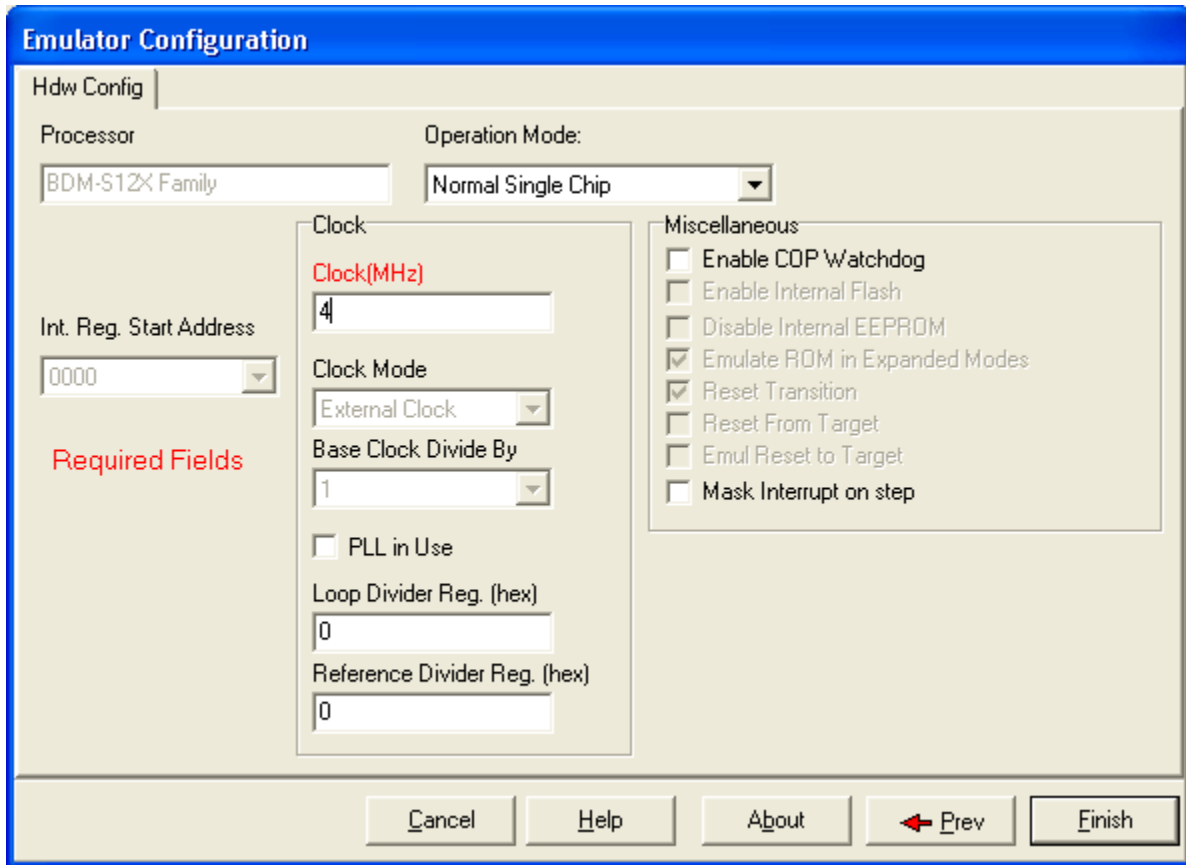 Emulator Configuration
Hdw Config
Processor
Operation Mode:
BDM-S12X Family
Normal Single Chip
Clock
Clock(MHz)
4
Int. Reg. Start Address
0000
Required Fields
Clock Mode
External Clock
Base Clock Divide By
1
PLL in Use
Loop Divider Reg. (hex)
0
Reference Divider Reg. (hex)
0
Miscellaneous
Enable COP Watchdog
Enable Internal Flash
Disable Internal EEPROM
Emulate ROM in Expanded Modes
Reset Transition
Reset From Target
Emul Reset to Target
Mask Interrupt on step
Cancel
Help
About
Prev
Finish